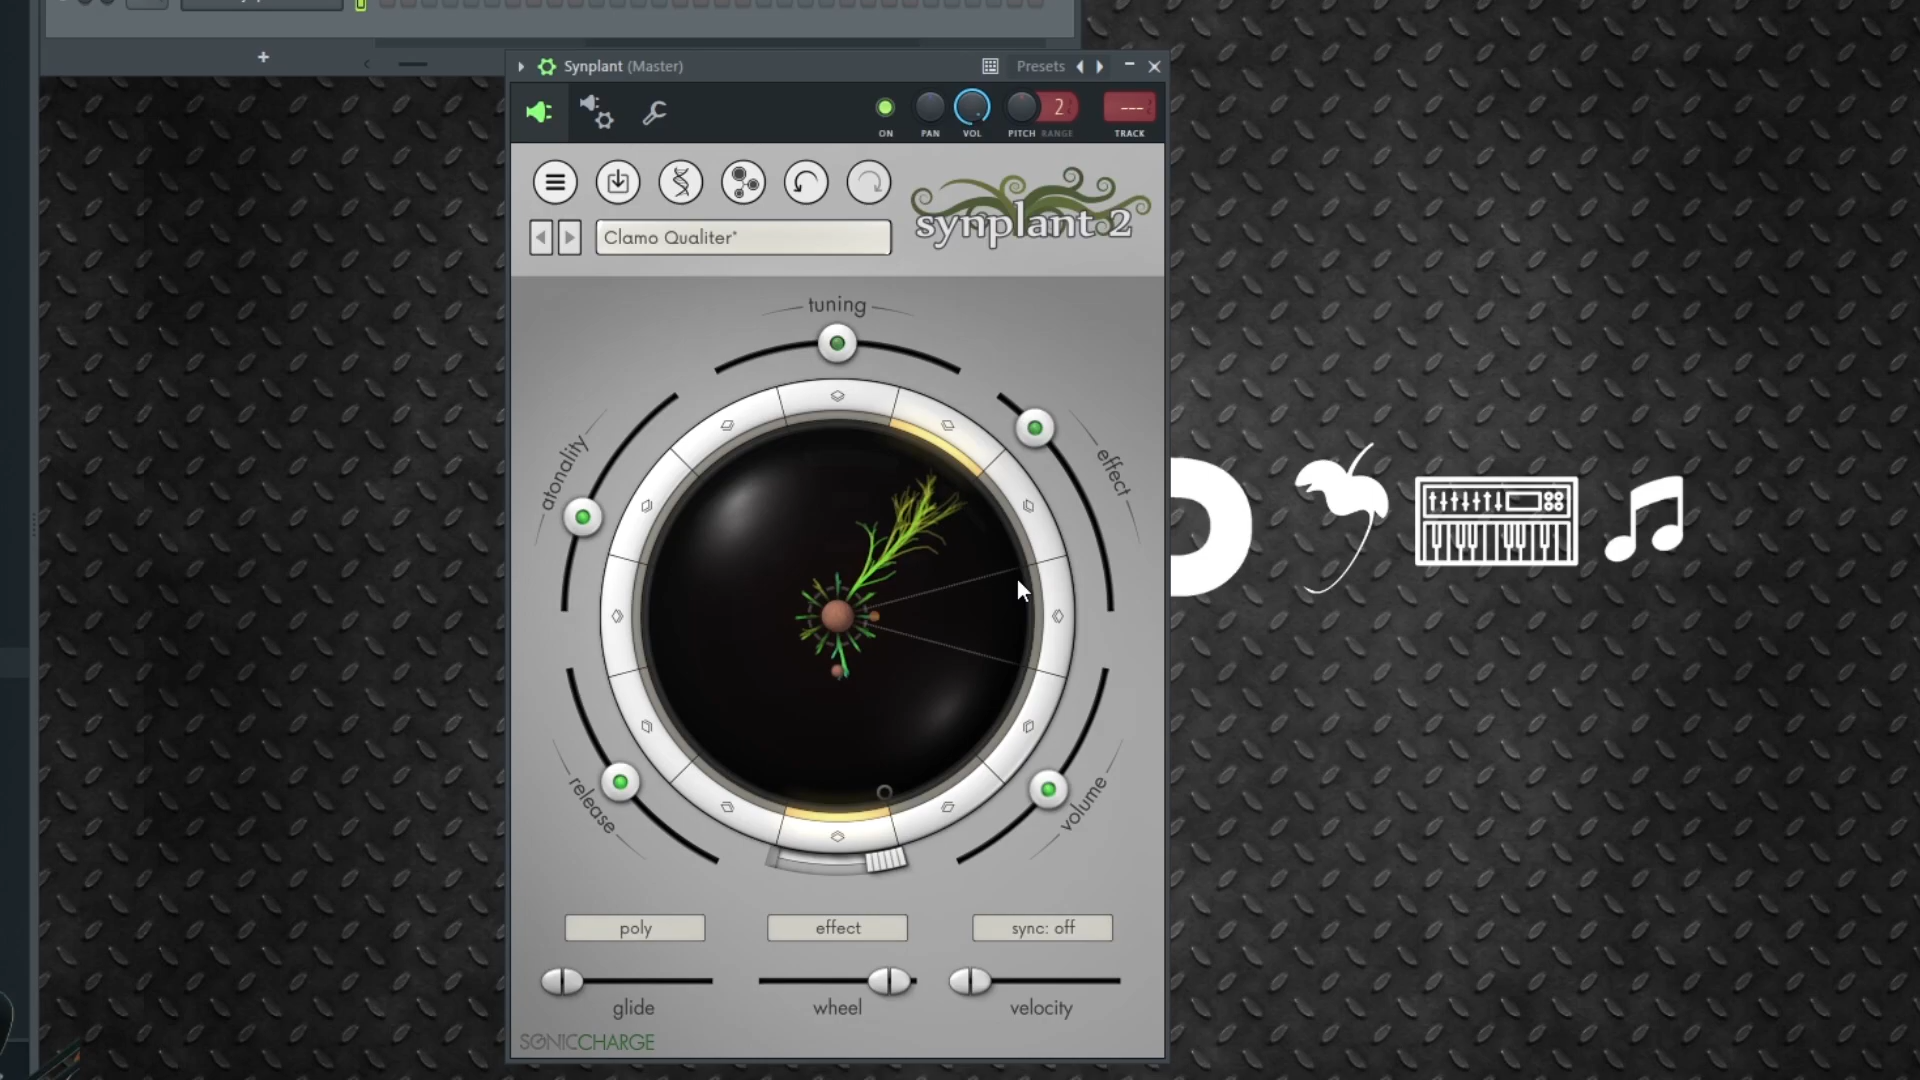 Synplant (Master)
Presets
2
---
ON
PAN
VOL
PITCH
RANGE
TRACK
Clamo Qualiter*
synplant 2
tuning
atonality
effect
release
volume
poly
effect
sync: off
glide
wheel
velocity
SONICCHARGE